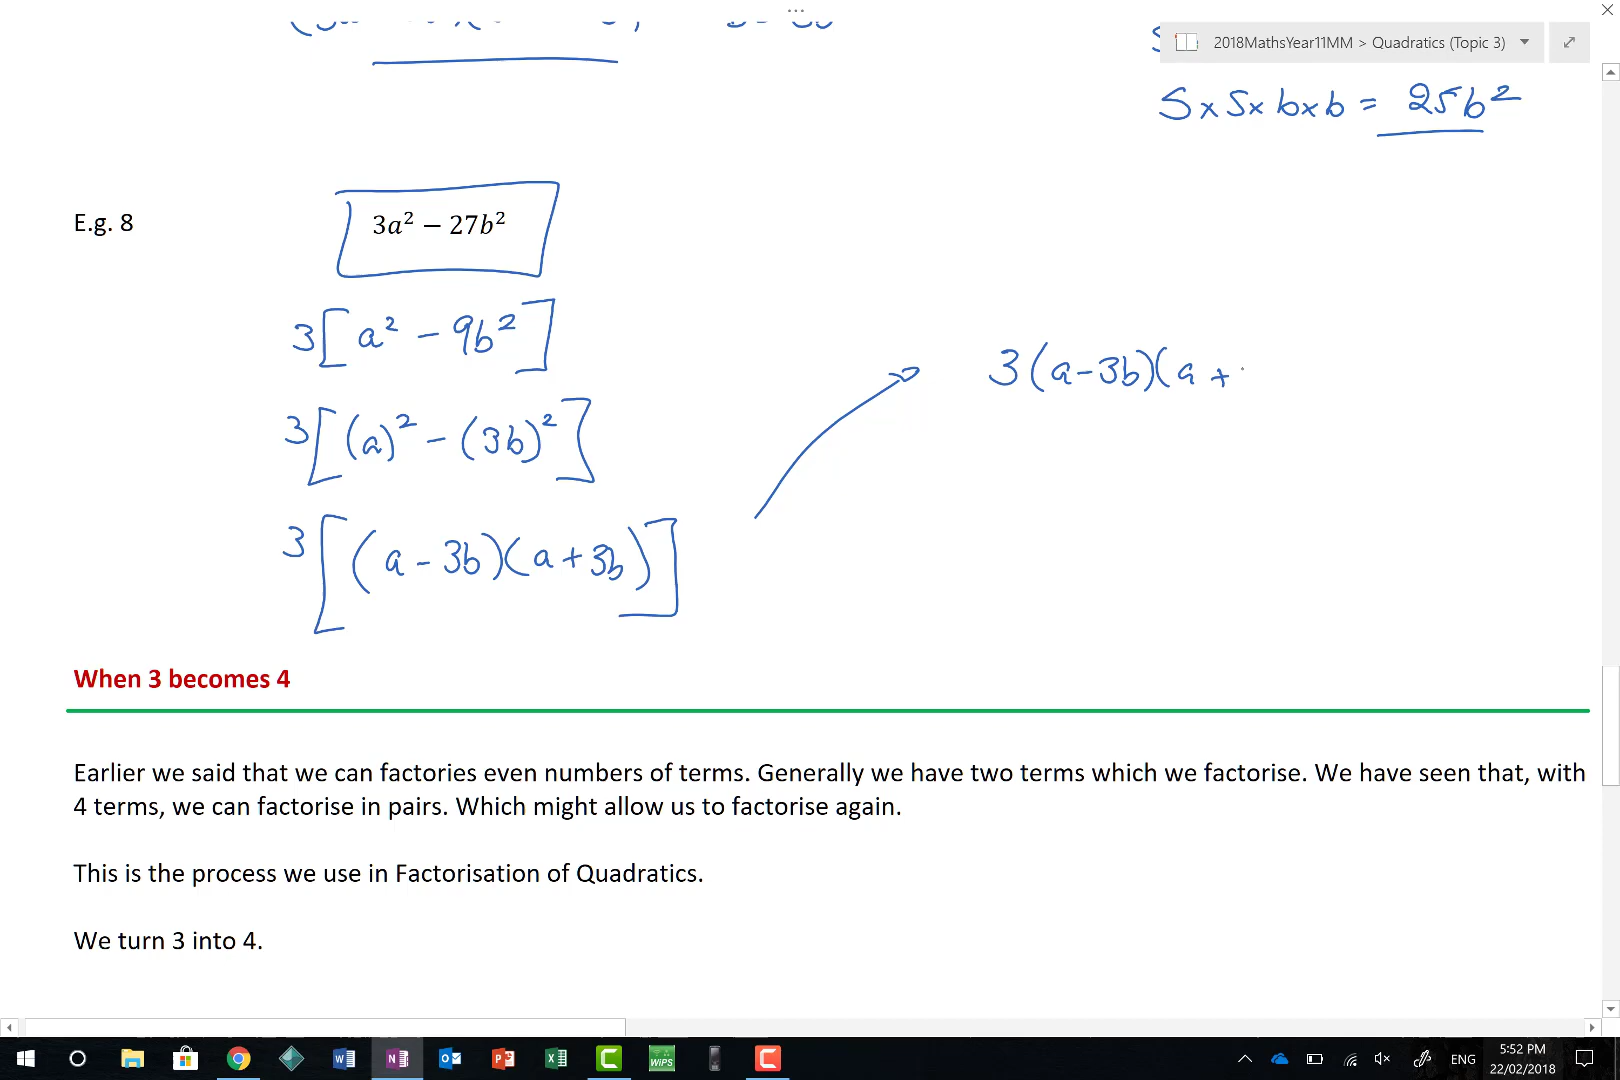 2018MathsYear11MM > Quadratics (Topic 3)
5 x 5 x b x b = 25b²
E.g. 8
3a² − 27b²
3[a² − 9b²]
3[(a)² − (3b)²]
3(a − 3b)(a +
3[(a − 3b)(a + 3b)]
When 3 becomes 4
Earlier we said that we can factories even numbers of terms. Generally we have two terms which we factorise. We have seen that, with
4 terms, we can factorise in pairs. Which might allow us to factorise again.
This is the process we use in Factorisation of Quadratics.
We turn 3 into 4.
WIPS
ENG
5:52 PM
22/02/2018